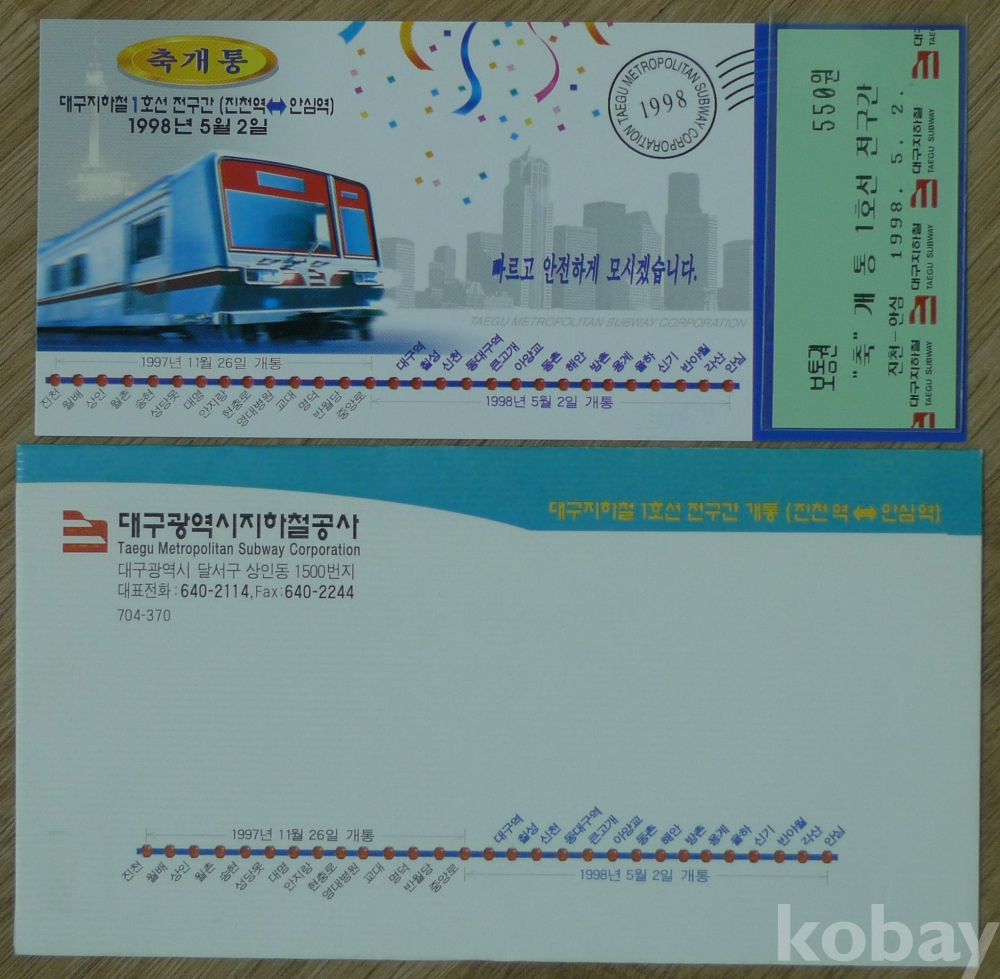 축개통
대구지하철 1호선 전구간 (진천역↔안심역)
1998년 5월 2일
TAEGU METROPOLITAN SUBWAY CORPORATION
1998
빠르고 안전하게 모시겠습니다.
TAEGU METROPOLITAN SUBWAY CORPORATION
1997년 11월 26일 개통
대구역 칠성 신천 동대구역 큰고개 아양교 동촌 해안 방촌 용계 율하 신기 반야월 각산 안심
진천 월배 상인 월촌 송현 성당못 대명 안지랑 현충로 영대병원 교대 명덕 반월당 중앙로
1998년 5월 2일 개통
보통권 550원
"축" 개 통 1호선 전구간
진천-안심 1998. 5. 2.
대구지하철 TAEGU SUBWAY
대구지하철 TAEGU SUBWAY
대구지하철 TAEGU SUBWAY
대구광역시지하철공사
Taegu Metropolitan Subway Corporation
대구광역시 달서구 상인동 1500번지
대표전화 : 640-2114, Fax : 640-2244
704-370
대구지하철 1호선 전구간 개통 (진천역↔안심역)
1997년 11월 26일 개통
대구역 칠성 신천 동대구역 큰고개 아양교 동촌 해안 방촌 용계 율하 신기 반야월 각산 안심
진천 월배 상인 월촌 송현 성당못 대명 안지랑 현충로 영대병원 교대 명덕 반월당 중앙로
1998년 5월 2일 개통
kobay